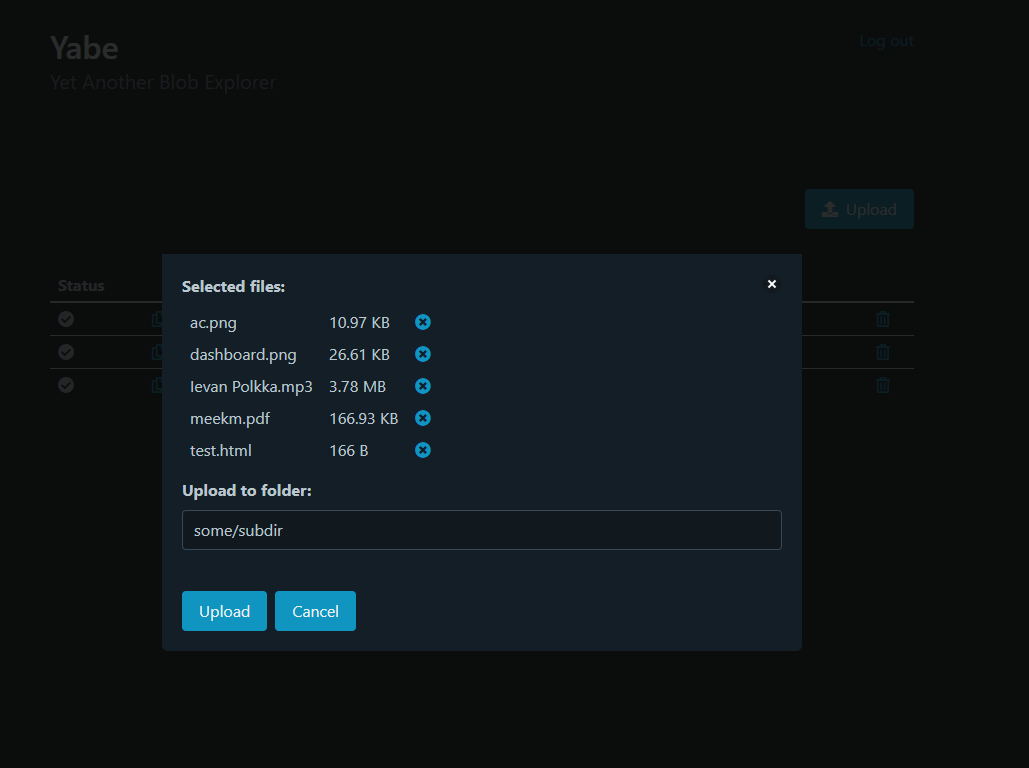 Yabe
Log out
Yet Another Blob Explorer
Upload
Status
Selected files:
ac.png 10.97 KB
dashboard.png 26.61 KB
Ievan Polkka.mp3 3.78 MB
meekm.pdf 166.93 KB
test.html 166 B
Upload to folder:
some/subdir
Upload Cancel